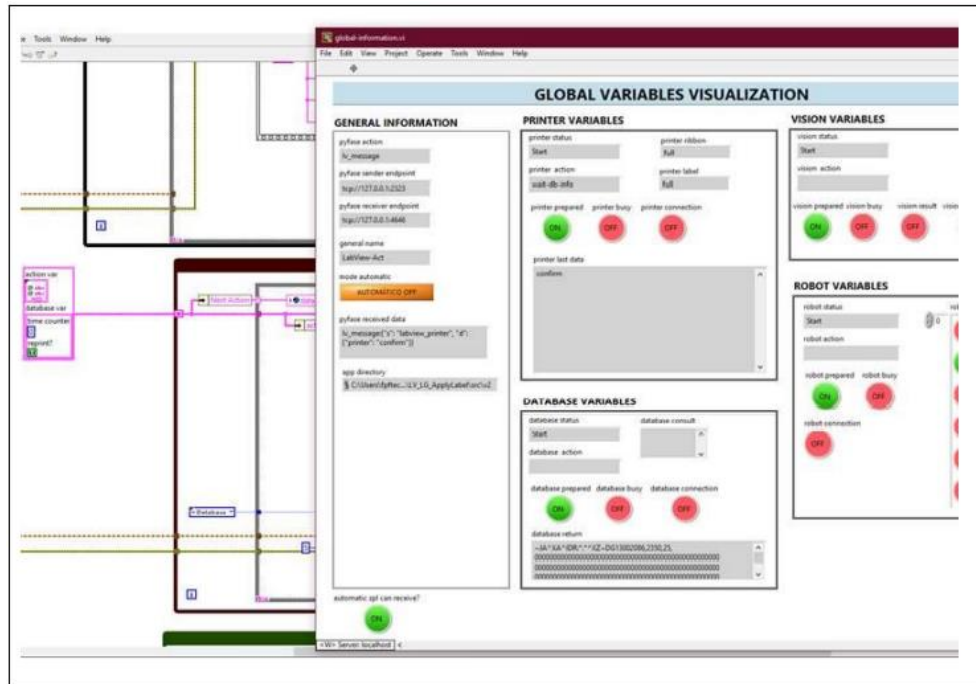 Tools Window Help
global-information.vi
File Edit View Project Operate Tools Window Help
GLOBAL VARIABLES VISUALIZATION
GENERAL INFORMATION
pyfase action
lv_message
pyfase sender endpoint
tcp://127.0.0.1:2323
pyfase receiver endpoint
tcp://127.0.0.1:4646
general name
LabView-Act
mode automatic
AUTOMÁTICO OFF
pyfase received data
lv_message:{"s": "labview_printer", "d":
{"printer": "confirm"}}
app directory
automatic zpl can receive?
ON
<W> Server: localhost <
PRINTER VARIABLES
printer status
Start
printer ribbon
full
printer action
wait-db-info
printer label
full
printer prepared printer busy printer connection
ON OFF OFF
printer last data
confirm
DATABASE VARIABLES
database status
Start
database consult
database action
database prepared database busy database connection
ON OFF OFF
database return
VISION VARIABLES
vision status
Start
vision action
vision prepared vision busy vision result
ON OFF OFF
ROBOT VARIABLES
robot status
Start
0
robot action
robot prepared robot busy
ON OFF
robot connection
OFF
action var
database var
time counter
reprint?
Next Action
Database